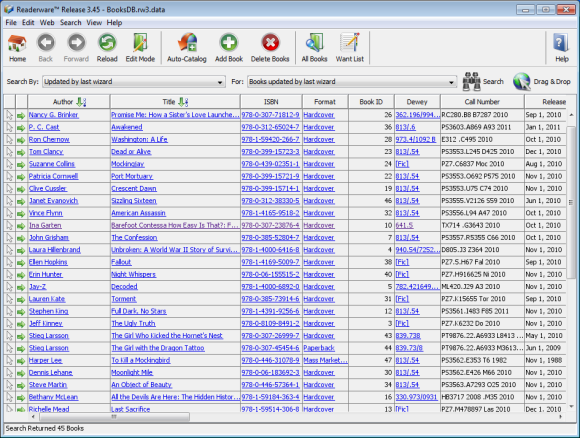 Readerware™ Release 3.45 - BooksDB.rw3.data
File Edit Web Search View Help
Home Back Forward Reload Edit Mode Auto-Catalog Add Book Delete Books All Books Want List Help
Search By: Updated by last wizard For: Books updated by last wizard Search Drag & Drop
Author Title ISBN Format Book ID Dewey Call Number Release
Nancy G. Brinker Promise Me: How a Sister's Love Launche... 978-0-307-71812-9 Hardcover 26 362.196/994... RC280.B8 B7287 2010 Sep 1, 2010
P. C. Cast Awakened 978-0-312-65024-7 Hardcover 36 813/.6 PS3603.A869 A93 2011 Jan 1, 2011
Ron Chernow Washington: A Life 978-1-59420-266-7 Hardcover 28 973.4/1092 B E312 .C495 2010 Oct 1, 2010
Tom Clancy Dead or Alive 978-0-399-15723-3 Hardcover 23 813/.54 PS3553.L245 D425 2010 Dec 1, 2010
Suzanne Collins Mockingjay 978-0-439-02351-1 Hardcover 24 [Fic] PZ7.C6837 Moc 2010 Aug 1, 2010
Patricia Cornwell Port Mortuary 978-0-399-15721-9 Hardcover 22 813/.54 PS3553.O692 P275 2010 Nov 1, 2010
Clive Cussler Crescent Dawn 978-0-399-15714-1 Hardcover 19 813/.54 PS3553.U75 C74 2010 Nov 1, 2010
Janet Evanovich Sizzling Sixteen 978-0-312-38330-5 Hardcover 46 813/.54 PS3555.V2126 S59 2010 Jun 1, 2010
Vince Flynn American Assassin 978-1-4165-9518-2 Hardcover 32 813/.54 PS3556.L94 A47 2010 Oct 1, 2010
Ina Garten Barefoot Contessa How Easy Is That?: F... 978-0-307-23876-4 Hardcover 10 641.5 TX714 .G3643 2010 Oct 1, 2010
John Grisham The Confession 978-0-385-52804-7 Hardcover 7 813/.54 PS3557.R5355 C66 2010 Oct 1, 2010
Laura Hillenbrand Unbroken: A World War II Story of Survi... 978-1-4000-6416-8 Hardcover 4 940.54/7252... D805.J3 Z364 2010 Nov 1, 2010
Ellen Hopkins Fallout 978-1-4169-5009-7 Hardcover 38 [Fic] PZ7.5.H67 Fal 2010 Sep 1, 2010
Erin Hunter Night Whispers 978-0-06-155515-2 Hardcover 40 [Fic] PZ7.H916625 Ni 2010 Nov 1, 2010
Jay-Z Decoded 978-1-4000-6892-0 Hardcover 5 782.421649... ML420.J29 A3 2010 Nov 1, 2010
Lauren Kate Torment 978-0-385-73914-6 Hardcover 31 [Fic] PZ7.K15655 Tor 2010 Sep 1, 2010
Stephen King Full Dark, No Stars 978-1-4391-9256-6 Hardcover 12 813/.54 PS3561.J483 F85 2011 Nov 1, 2010
Jeff Kinney The Ugly Truth 978-0-8109-8491-2 Hardcover 3 [Fic] PZ7.K6232 Do 2010 Nov 1, 2010
Stieg Larsson The Girl Who Kicked the Hornet's Nest 978-0-307-26999-7 Hardcover 43 839.738 PT9876.22.A6933 L8413 ... May 1, 2010
Stieg Larsson The Girl with the Dragon Tattoo 978-0-307-45454-6 Paperback 44 839.73/8 PT9876.22.A6933 M3613... Jun 1, 2009
Harper Lee To Kill a Mockingbird 978-0-446-31078-9 Mass Market... 48 813/.54 PS3562.E353 T6 1982 Nov 1, 1988
Dennis Lehane Moonlight Mile 978-0-06-183692-3 Hardcover 30 813/.54 PS3562.E426 M66 2010 Nov 1, 2010
Steve Martin An Object of Beauty 978-0-446-57364-1 Hardcover 34 813/.54 PS3563.A7293 O25 2010 Nov 1, 2010
Bethany McLean All the Devils Are Here: The Hidden Histor... 978-1-59184-363-4 Hardcover 16 330.973/0931 HB3717 2008 .M35 2010 Nov 1, 2010
Richelle Mead Last Sacrifice 978-1-59514-306-8 Hardcover 13 [Fic] PZ7.M478897 Las 2010 Dec 1, 2010
Search Returned 45 Books